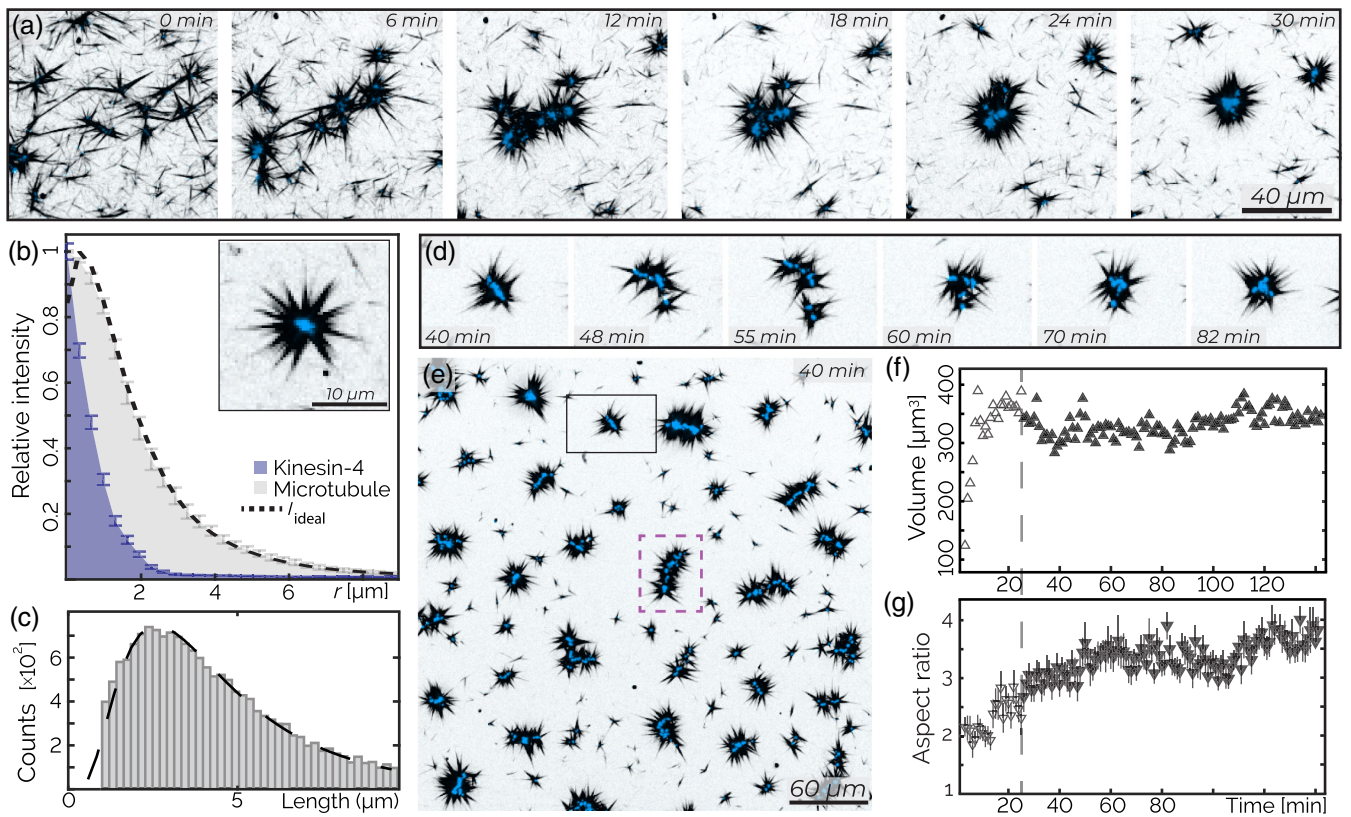 (a)
0 min
6 min
12 min
18 min
24 min
30 min
40 µm
(b)
Relative intensity
1
0.8
0.6
0.4
0.2
10 µm
Kinesin-4
Microtubule
I ideal
2
4
6
r [µm]
(c)
Counts [×10²]
6
4
2
0
5
Length (µm)
(d)
40 min
48 min
55 min
60 min
70 min
82 min
(e)
40 min
60 µm
(f)
Volume [µm³]
400
300
200
100
20
40
60
80
100
120
(g)
Aspect ratio
4
3
2
1
20
40
60
80
Time [min]